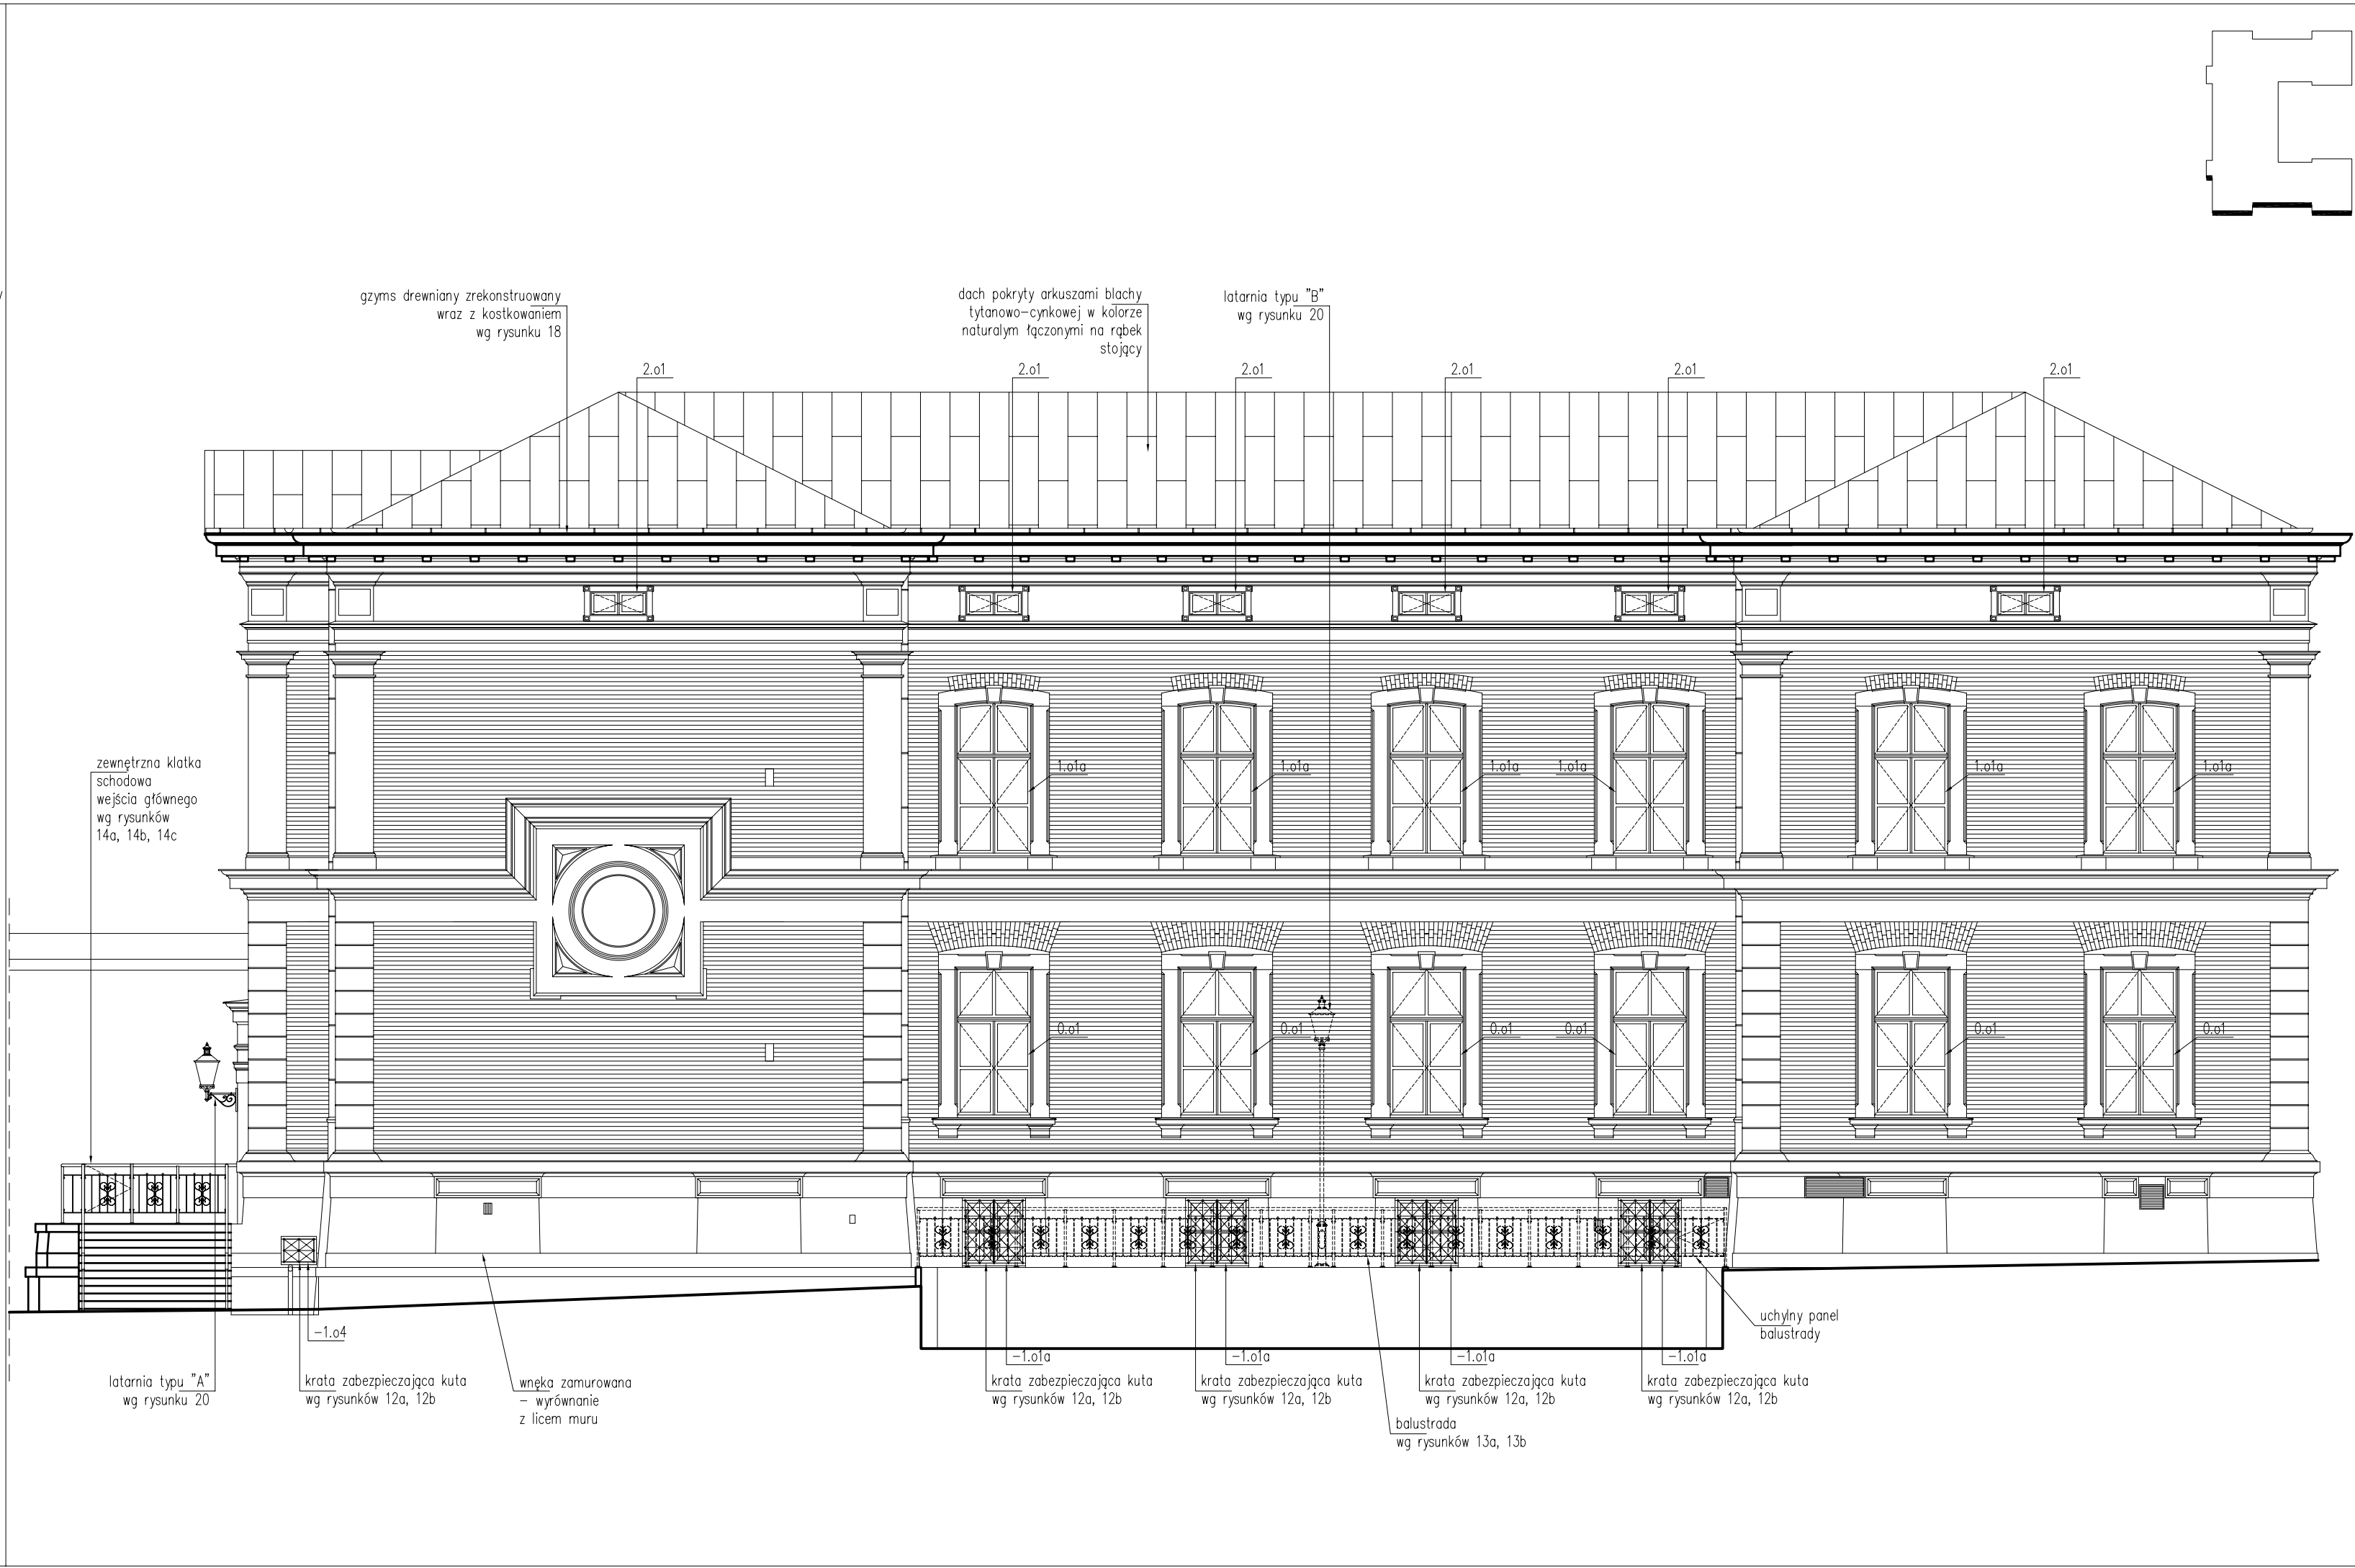 gzyms drewniany zrekonstruowany
wraz z kostkowaniem
wg rysunku 18
dach pokryty arkuszami blachy
tytanowo-cynkowej w kolorze
naturalym łączonymi na rąbek
stojący
latarnia typu "B"
wg rysunku 20
2.o1
2.o1
2.o1
2.o1
2.o1
2.o1
zewnętrzna klatka
schodowa
wejścia głównego
wg rysunków
14a, 14b, 14c
1.o1a
1.o1a
1.o1a
1.o1a
1.o1a
1.o1a
0.o1
0.o1
0.o1
0.o1
0.o1
0.o1
uchylny panel
balustrady
-1.o4
-1.o1a
-1.o1a
-1.o1a
-1.o1a
latarnia typu "A"
wg rysunku 20
krata zabezpieczająca kuta
wg rysunków 12a, 12b
wnęka zamurowana
- wyrównanie
z licem muru
krata zabezpieczająca kuta
wg rysunków 12a, 12b
krata zabezpieczająca kuta
wg rysunków 12a, 12b
krata zabezpieczająca kuta
wg rysunków 12a, 12b
krata zabezpieczająca kuta
wg rysunków 12a, 12b
balustrada
wg rysunków 13a, 13b